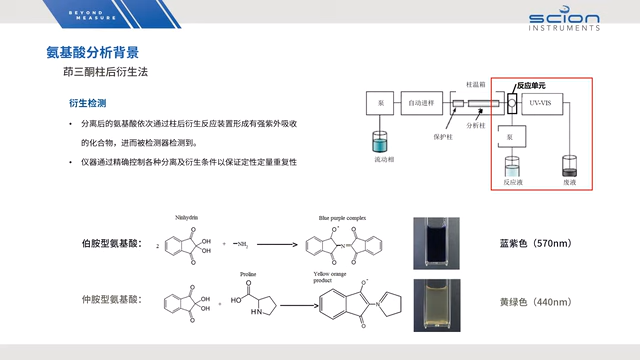 BEYOND
MEASURE
scion
INSTRUMENTS
氨基酸分析背景
茚三酮柱后衍生法
衍生检测
• 分离后的氨基酸依次通过柱后衍生反应装置形成有强紫外吸收
的化合物，进而被检测器检测到。
• 仪器通过精确控制各种分离及衍生条件以保证定性定量重复性
柱温箱
反应单元
泵
自动进样
UV-VIS
保护柱
分析柱
泵
流动相
反应液
废液
Ninhydrin
Blue purple complex
伯胺型氨基酸：
2
O
OH
OH
O
+
NH2
O-
N
O
O
O
蓝紫色（570nm）
Proline
Yellow orange
product
仲胺型氨基酸：
O
OH
OH
O
+
O
HO
HN
O-
N+
O
黄绿色（440nm）